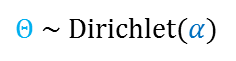 Θ ~ Dirichlet(α)